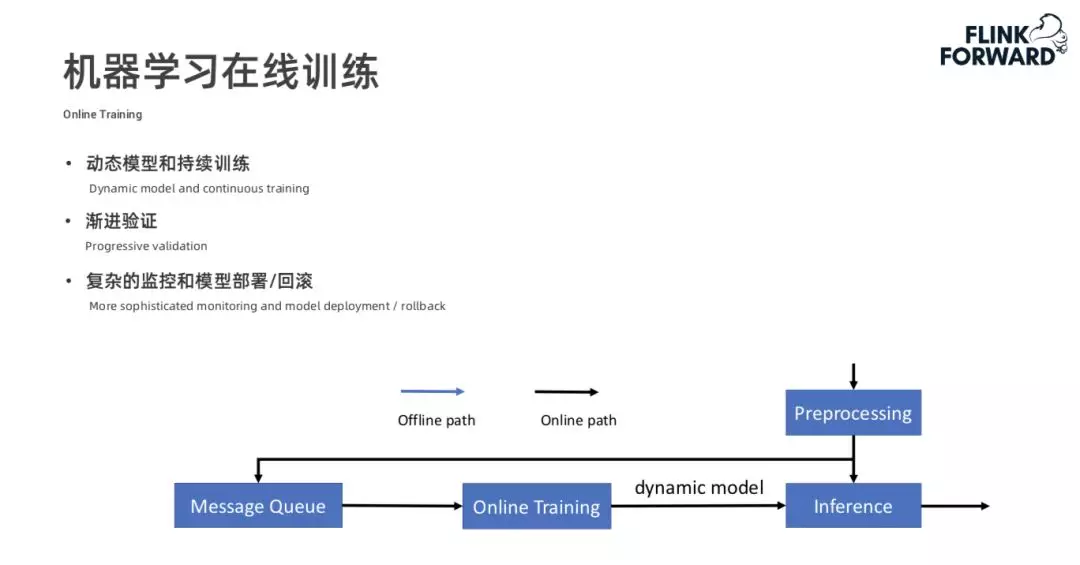 FLINK
FORWARD
机器学习在线训练
Online Training
• 动态模型和持续训练
Dynamic model and continuous training
• 渐进验证
Progressive validation
• 复杂的监控和模型部署/回滚
More sophisticated monitoring and model deployment / rollback
Offline path
Online path
Preprocessing
Message Queue
Online Training
dynamic model
Inference